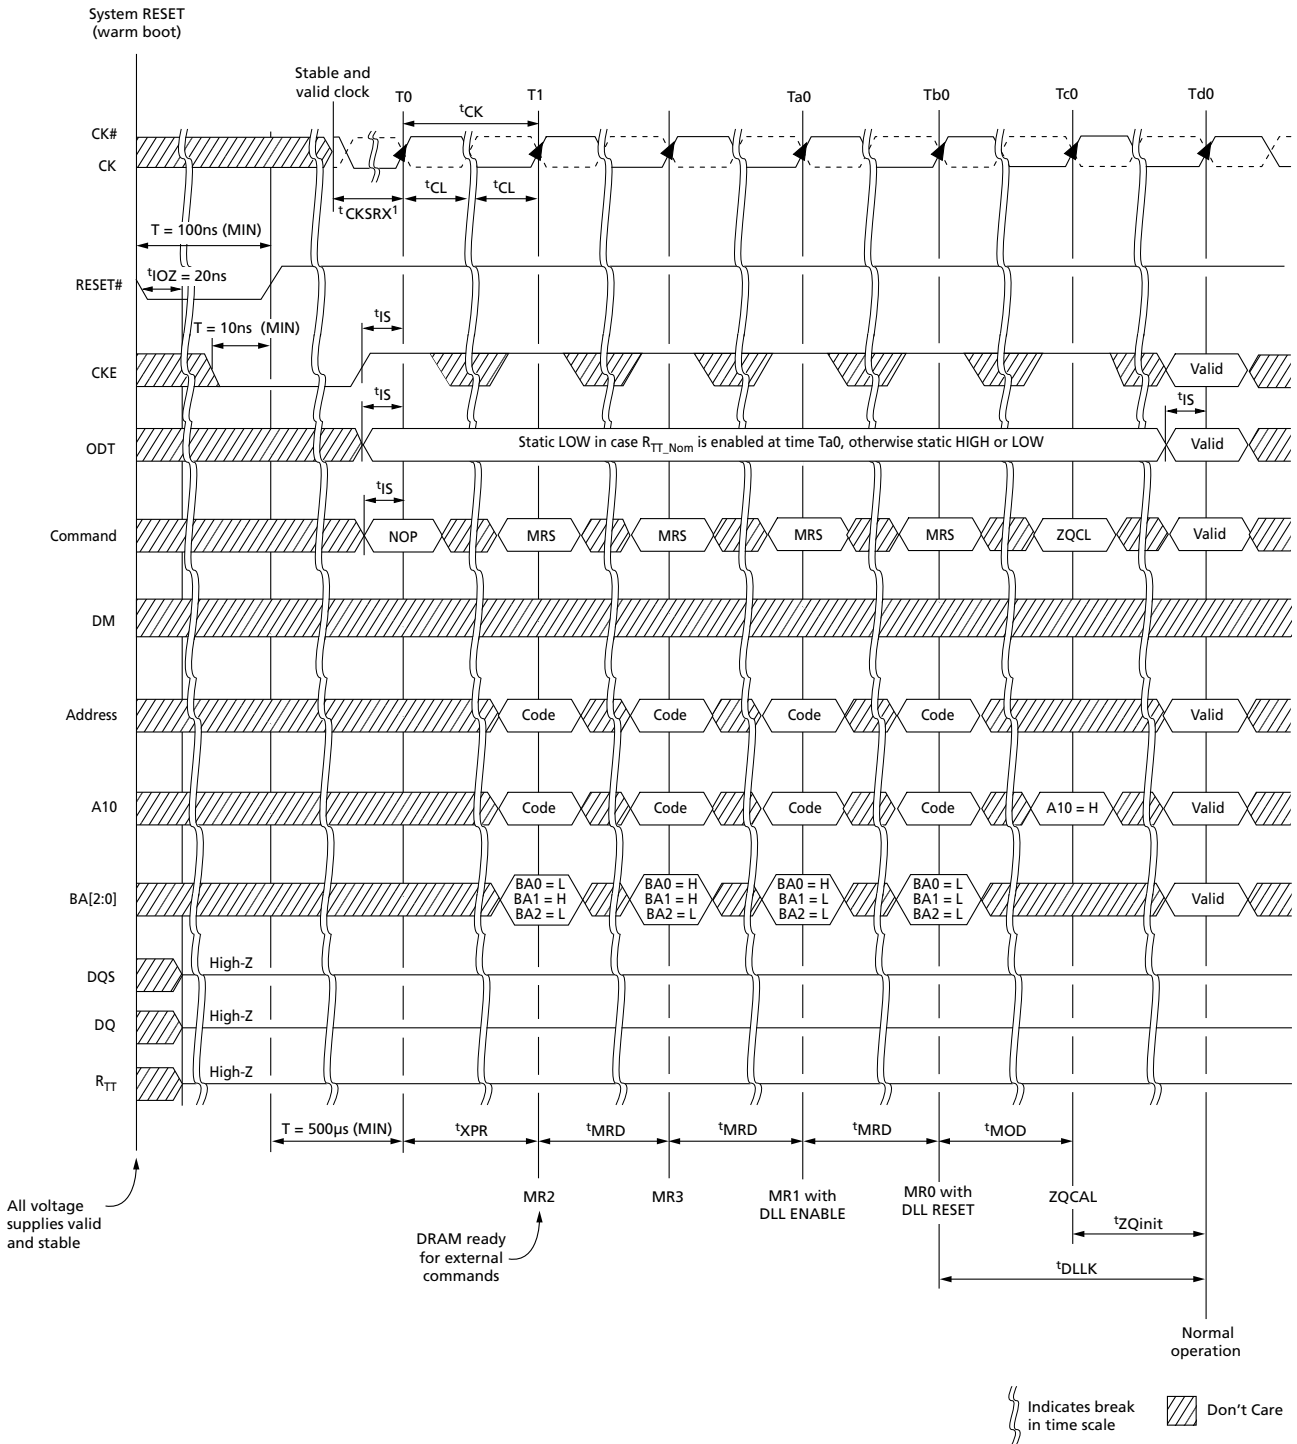 System RESET
(warm boot)
Stable and
valid clock
T0
T1
Ta0
Tb0
Tc0
Td0
tCK
CK#
CK
tCL
tCL
tCKSRX1
T = 100ns (MIN)
tIOZ = 20ns
RESET#
tIS
T = 10ns (MIN)
CKE
Valid
tIS
tIS
ODT
Static LOW in case RTT_Nom is enabled at time Ta0, otherwise static HIGH or LOW
Valid
tIS
Command
NOP
MRS
MRS
MRS
MRS
ZQCL
Valid
DM
Address
Code
Code
Code
Code
Valid
A10
Code
Code
Code
Code
A10 = H
Valid
BA[2:0]
BA0 = L
BA1 = H
BA2 = L
BA0 = H
BA1 = H
BA2 = L
BA0 = H
BA1 = L
BA2 = L
BA0 = L
BA1 = L
BA2 = L
Valid
DQS
High-Z
DQ
High-Z
RTT
High-Z
T = 500µs (MIN)
tXPR
tMRD
tMRD
tMRD
tMOD
All voltage
supplies valid
and stable
MR2
MR3
MR1 with
DLL ENABLE
MR0 with
DLL RESET
ZQCAL
tZQinit
DRAM ready
for external
commands
tDLLK
Normal
operation
Indicates break
in time scale
Don't Care